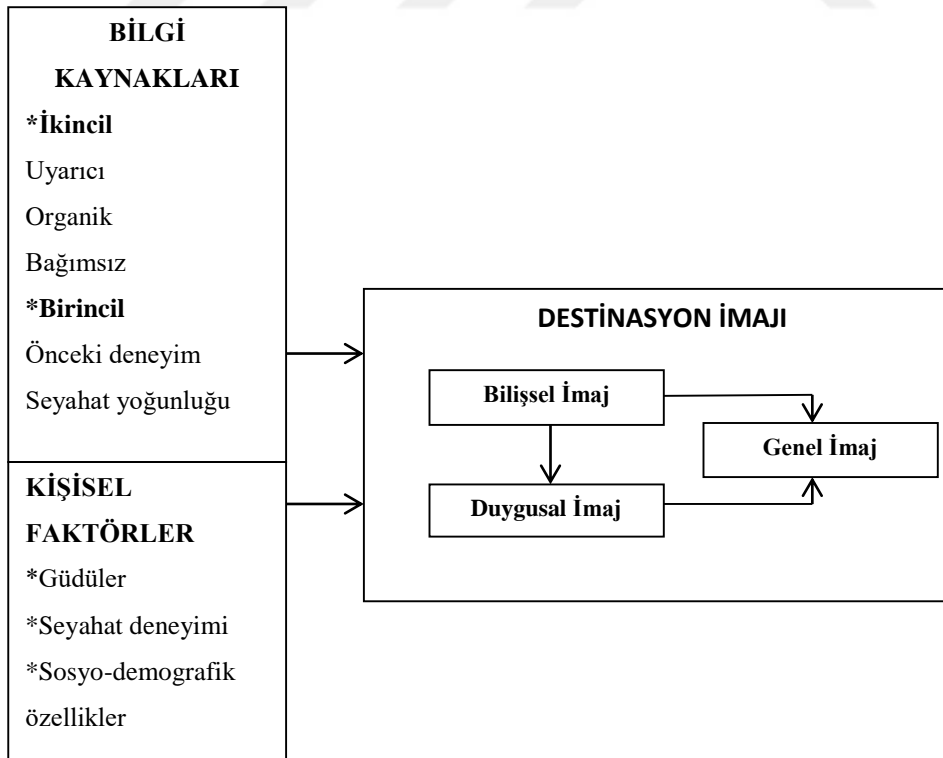 BİLGİ
KAYNAKLARI
*İkincil
Uyarıcı
Organik
Bağımsız
*Birincil
Önceki deneyim
Seyahat yoğunluğu
KİŞİSEL
FAKTÖRLER
*Güdüler
*Seyahat deneyimi
*Sosyo-demografik
özellikler
DESTİNASYON İMAJI
Bilişsel İmaj
Genel İmaj
Duygusal İmaj